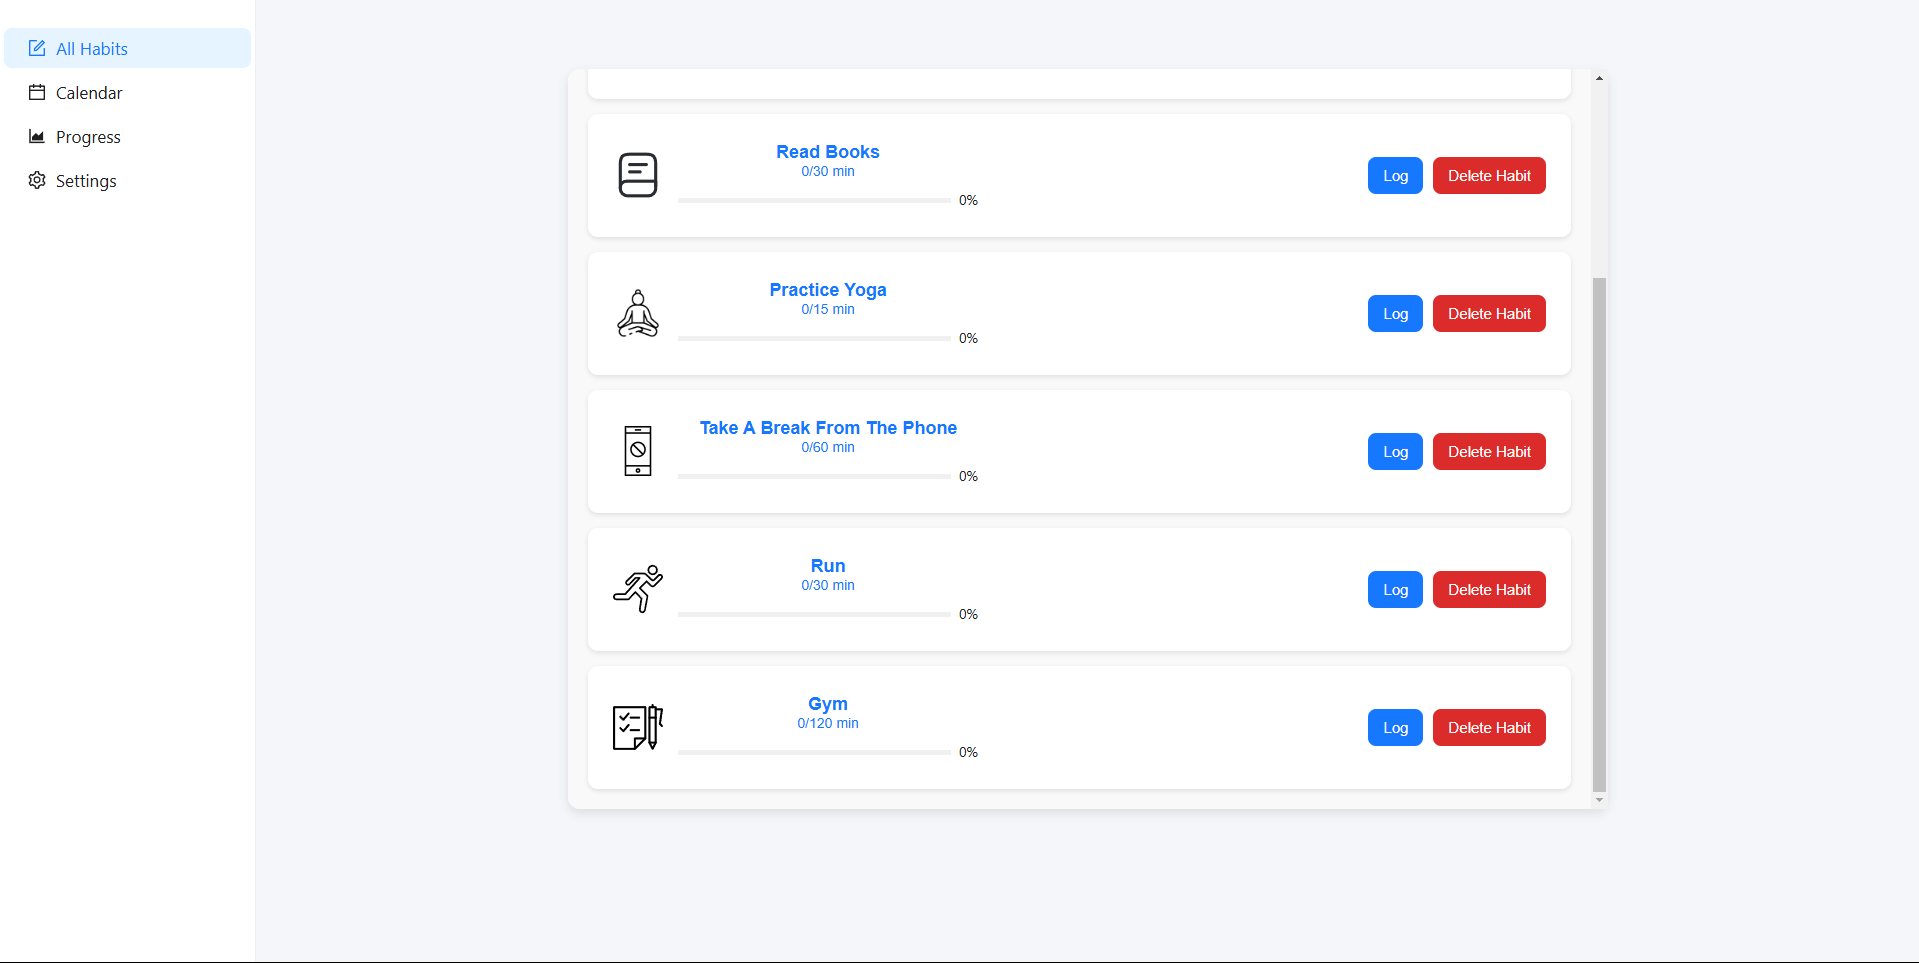 All Habits
Calendar
Progress
Settings
Read Books
0/30 min
0%
Log
Delete Habit
Practice Yoga
0/15 min
0%
Log
Delete Habit
Take A Break From The Phone
0/60 min
0%
Log
Delete Habit
Run
0/30 min
0%
Log
Delete Habit
Gym
0/120 min
0%
Log
Delete Habit